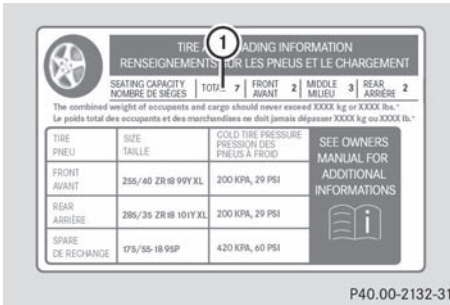 1
TIRE A ADING INFORMATION
RENSEIGNEMENTS SUR LES PNEUS ET LE CHARGEMENT
SEATING CAPACITY
NOMBRE DE SIÈGES
TOTAL 7
FRONT
AVANT 2
MIDDLE
MILIEU 3
REAR
ARRIÈRE 2
The combined weight of occupants and cargo should never exceed XXXX kg or XXXX lbs."
Le poids total des occupants et des marchandises ne doit jamais dépasser XXXX kg ou XXXX lb."
TIRE
PNEU
SIZE
TAILLE
COLD TIRE PRESSURE
PRESSION DES
PNEUS À FROID
SEE OWNERS
MANUAL FOR
ADDITIONAL
INFORMATIONS
FRONT
AVANT
255/40 ZR 18 99Y XL
200 KPA, 29 PSI
REAR
ARRIÈRE
285/35 ZR 18 101Y XL
200 KPA, 29 PSI
SPARE
DE RECHANGE
175/55-18 95P
420 KPA, 60 PSI
i
P40.00-2132-31